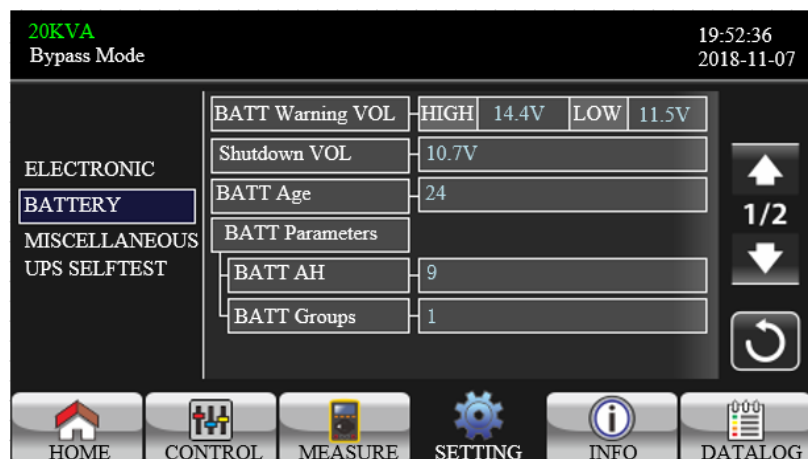 20KVA
19:52:36
Bypass Mode
2018-11-07
BATT Warning VOL HIGH 14.4V LOW 11.5V
Shutdown VOL 10.7V
ELECTRONIC
BATT Age 24
BATTERY
1/2
BATT Parameters
MISCELLANEOUS
UPS SELFTEST
BATT AH 9
BATT Groups 1
HOME CONTROL MEASURE SETTING INFO DATALOG